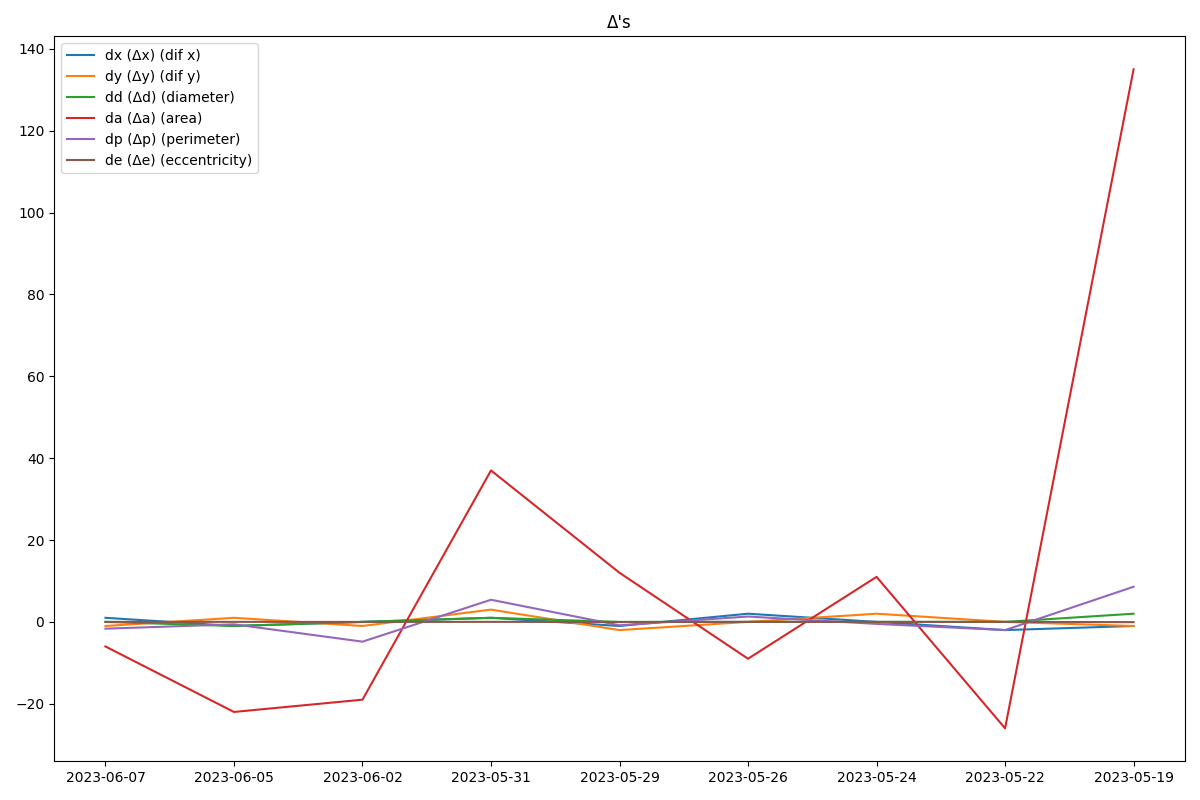 Δ's
dx (Δx) (dif x)
dy (Δy) (dif y)
dd (Δd) (diameter)
da (Δa) (area)
dp (Δp) (perimeter)
de (Δe) (eccentricity)
140
120
100
80
60
40
20
0
−20
2023-06-07 2023-06-05 2023-06-02 2023-05-31 2023-05-29 2023-05-26 2023-05-24 2023-05-22 2023-05-19